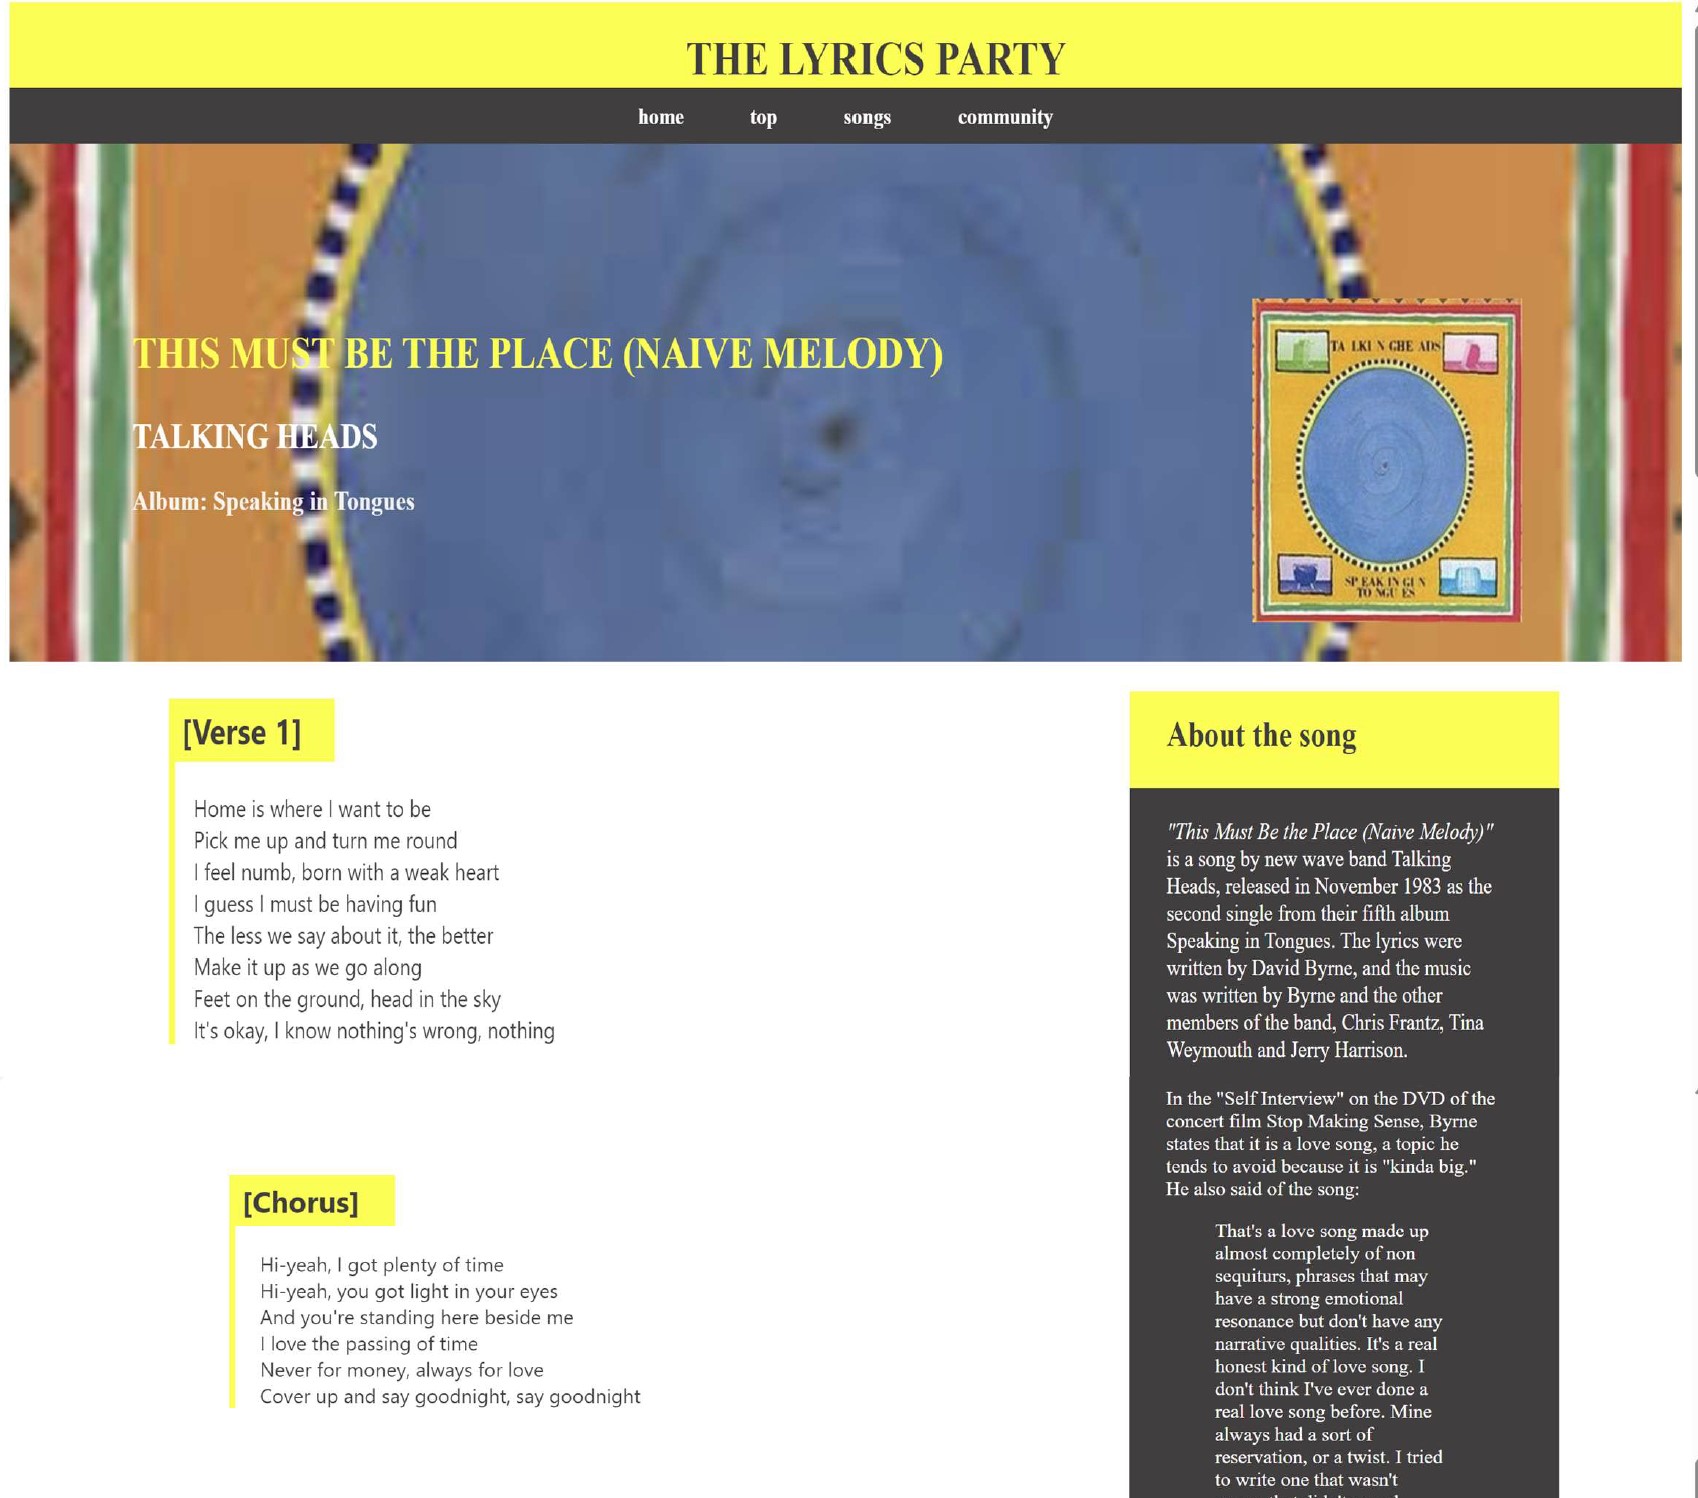 THE LYRICS PARTY
home top songs community
THIS MUST BE THE PLACE (NAIVE MELODY)
TALKING HEADS
Album: Speaking in Tongues
TA LKI N GHE ADS
SP EAK IN GI N
TO NGU ES
[Verse 1]
Home is where I want to be
Pick me up and turn me round
I feel numb, born with a weak heart
I guess I must be having fun
The less we say about it, the better
Make it up as we go along
Feet on the ground, head in the sky
It's okay, I know nothing's wrong, nothing
[Chorus]
Hi-yeah, I got plenty of time
Hi-yeah, you got light in your eyes
And you're standing here beside me
I love the passing of time
Never for money, always for love
Cover up and say goodnight, say goodnight
About the song
"This Must Be the Place (Naive Melody)"
is a song by new wave band Talking
Heads, released in November 1983 as the
second single from their fifth album
Speaking in Tongues. The lyrics were
written by David Byrne, and the music
was written by Byrne and the other
members of the band, Chris Frantz, Tina
Weymouth and Jerry Harrison.
In the "Self Interview" on the DVD of the
concert film Stop Making Sense, Byrne
states that it is a love song, a topic he
tends to avoid because it is "kinda big."
He also said of the song:
That's a love song made up
almost completely of non
sequiturs, phrases that may
have a strong emotional
resonance but don't have any
narrative qualities. It's a real
honest kind of love song. I
don't think I've ever done a
real love song before. Mine
always had a sort of
reservation, or a twist. I tried
to write one that wasn't